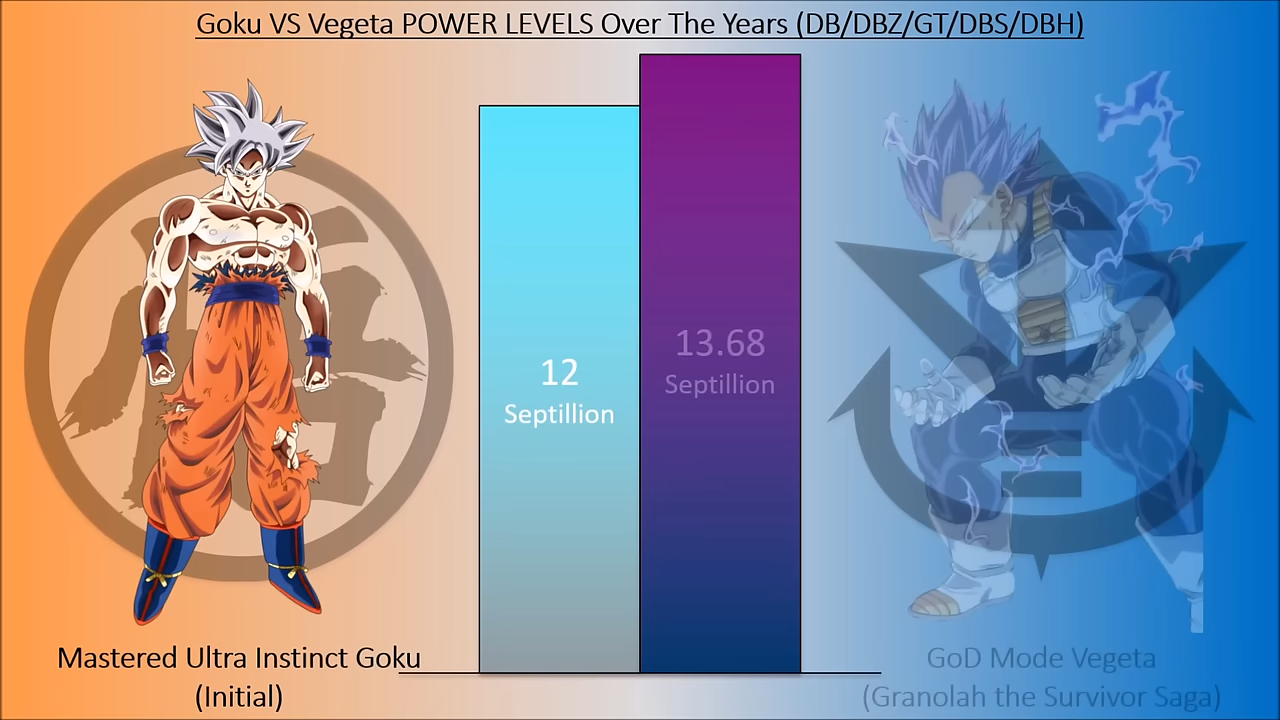 Goku VS Vegeta POWER LEVELS Over The Years (DB/DBZ/GT/DBS/DBH)
悟
12
Septillion
13.68
Septillion
Mastered Ultra Instinct Goku
(Initial)
GoD Mode Vegeta
(Granolah the Survivor Saga)